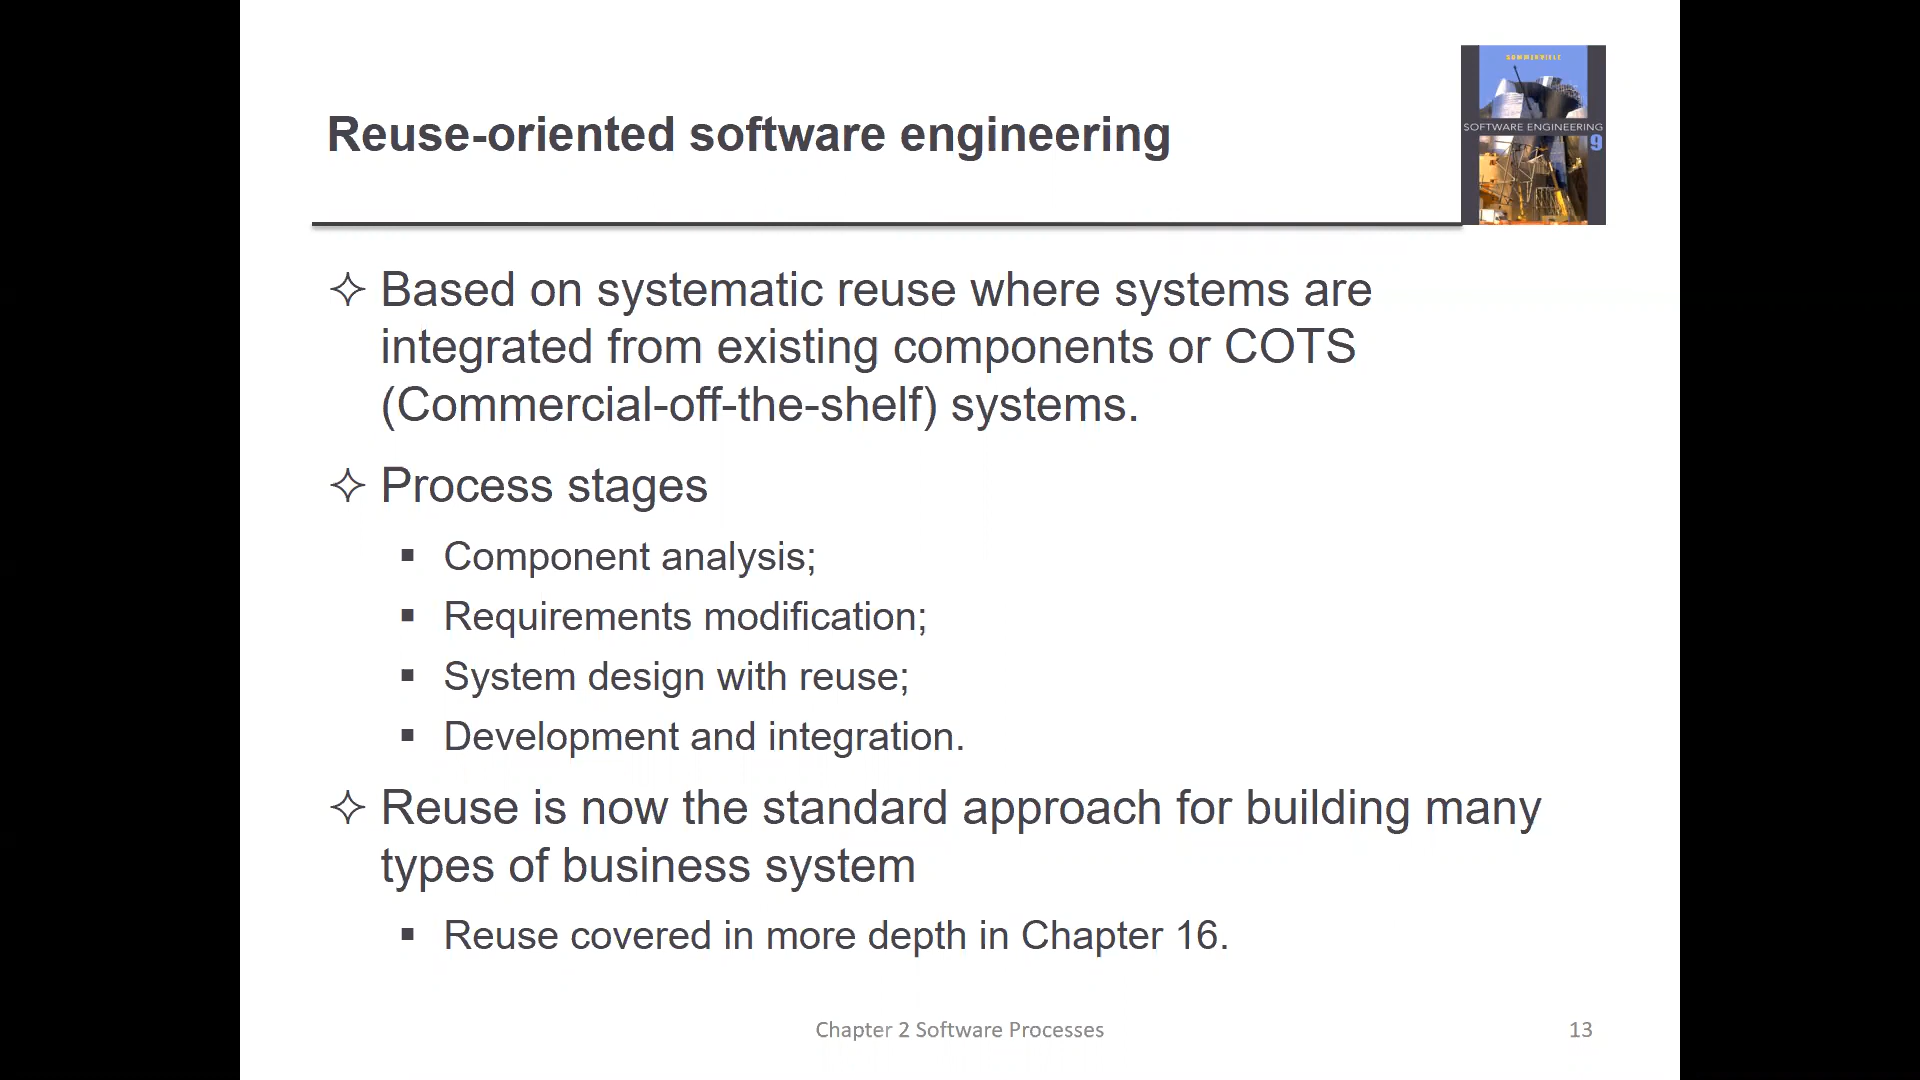 SOMMERVILLE
SOFTWARE ENGINEERING
9
Reuse-oriented software engineering
Based on systematic reuse where systems are
integrated from existing components or COTS
(Commercial-off-the-shelf) systems.
Process stages
Component analysis;
Requirements modification;
System design with reuse;
Development and integration.
Reuse is now the standard approach for building many
types of business system
Reuse covered in more depth in Chapter 16.
Chapter 2 Software Processes
13